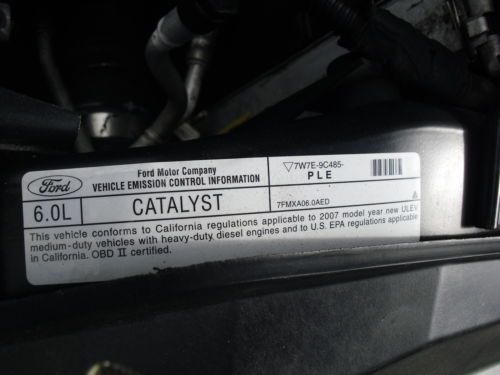 Ford
Ford Motor Company
VEHICLE EMISSION CONTROL INFORMATION
▽7W7E-9C485-
PLE
6.0L
CATALYST
7FMXA06.0AED
This vehicle conforms to California regulations applicable to 2007 model year new ULEV
medium-duty vehicles with heavy-duty diesel engines and to U.S. EPA regulations applicable
in California. OBD II certified.